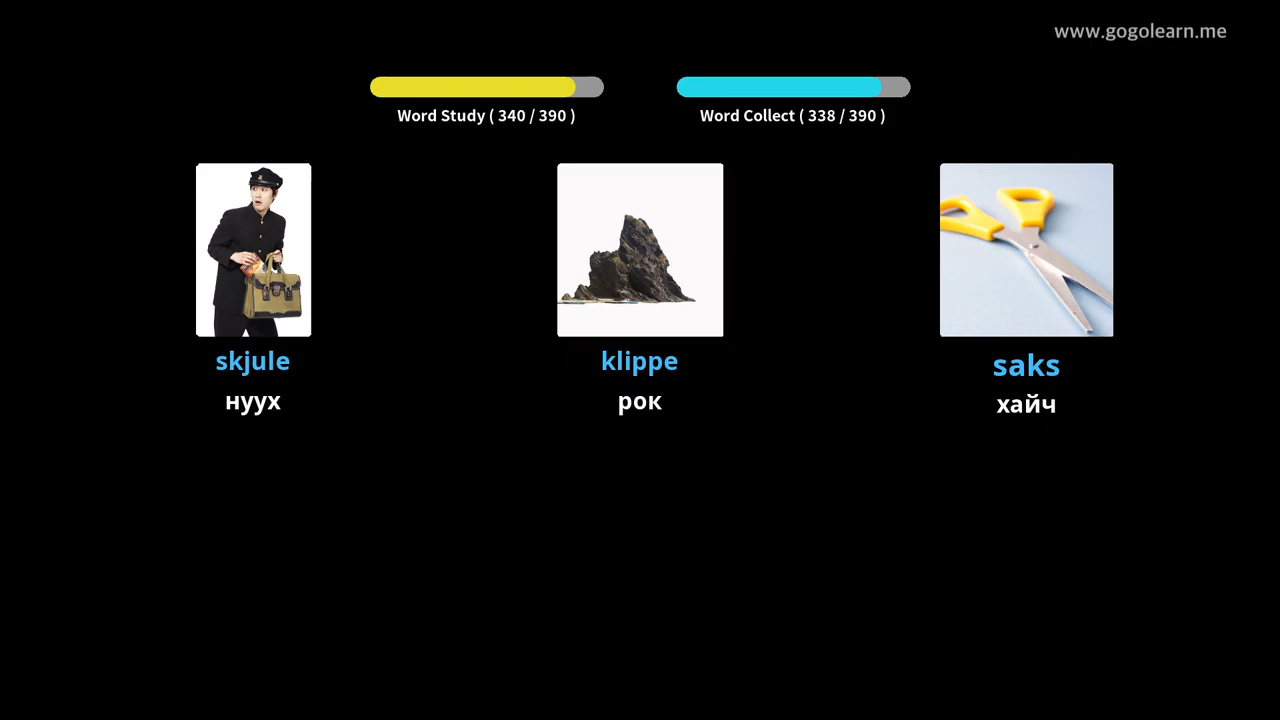 www.gogolearn.me
Word Study ( 340 / 390 )
Word Collect ( 338 / 390 )
skjule
klippe
saks
нуух
рок
хайч